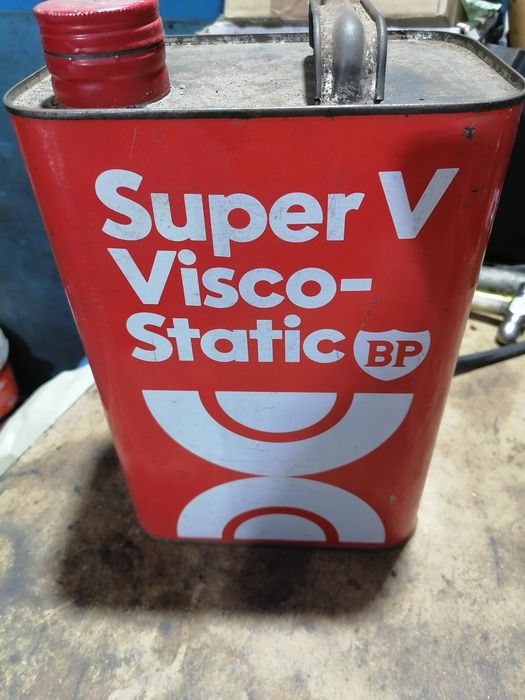 Super V
Visco-
Static
BP